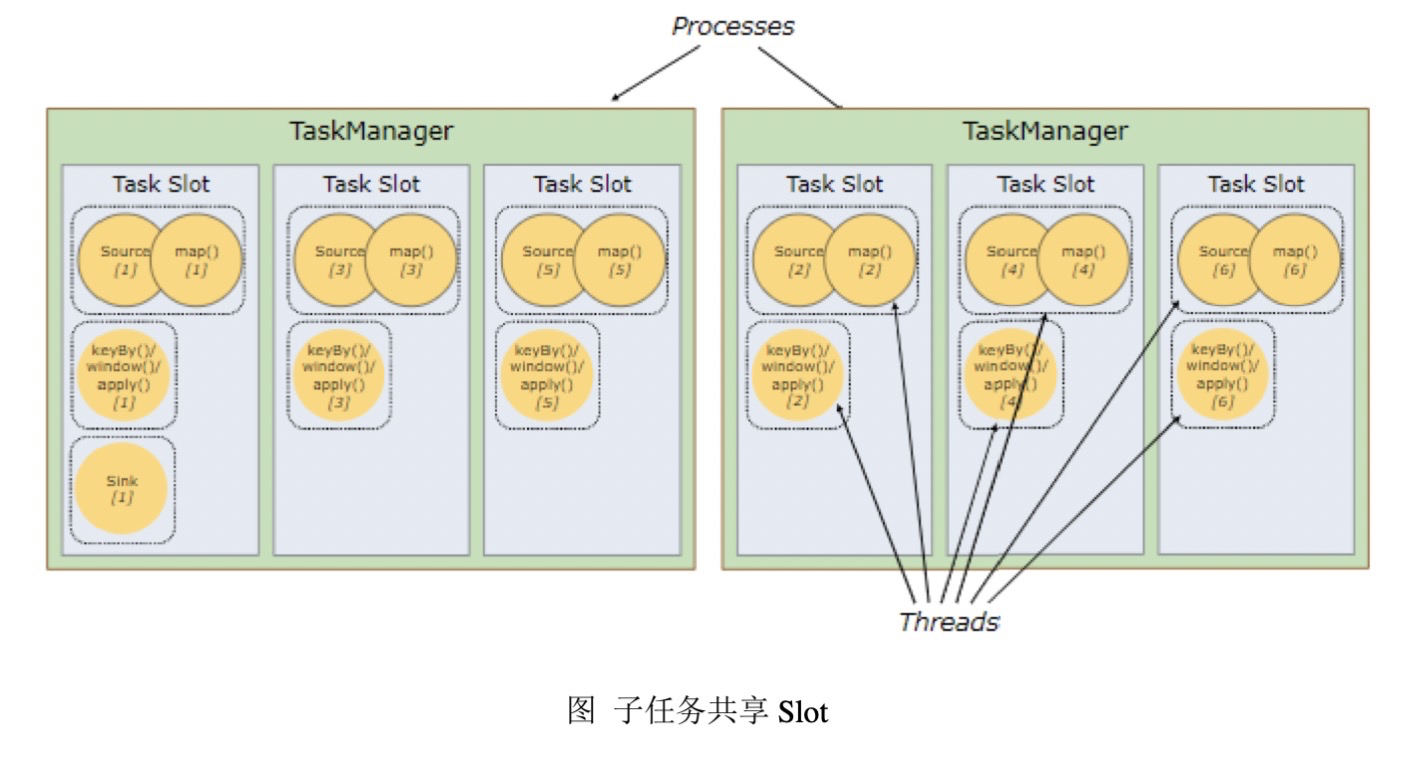 Processes
TaskManager
Task Slot
Source
[1]
map()
[1]
keyBy()/
window()/
apply()
[1]
Sink
[1]
Task Slot
Source
[3]
map()
[3]
keyBy()/
window()/
apply()
[3]
Task Slot
Source
[5]
map()
[5]
keyBy()/
window()/
apply()
[5]
TaskManager
Task Slot
Source
[2]
map()
[2]
keyBy()/
window()/
apply()
[2]
Task Slot
Source
[4]
map()
[4]
keyBy()/
window()/
apply()
[4]
Task Slot
Source
[6]
map()
[6]
keyBy()/
window()/
apply()
[6]
Threads
图 子任务共享 Slot